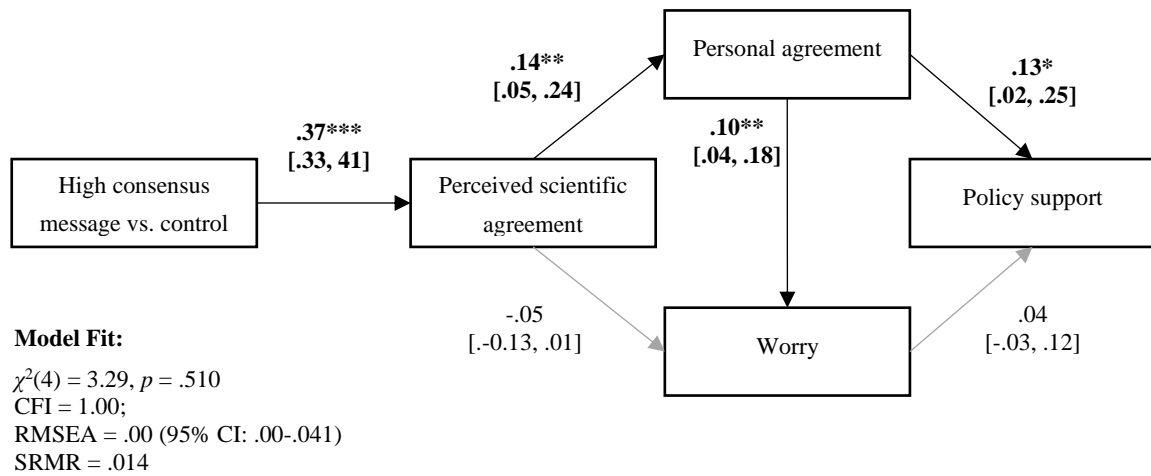 Personal agreement
.14**
[.05, .24]
.13*
[.02, .25]
.37***
[.33, 41]
.10**
[.04, .18]
High consensus
message vs. control
Perceived scientific
agreement
Policy support
-.05
[.-0.13, .01]
Worry
.04
[-.03, .12]
Model Fit:
χ²(4) = 3.29, p = .510
CFI = 1.00;
RMSEA = .00 (95% CI: .00-.041)
SRMR = .014